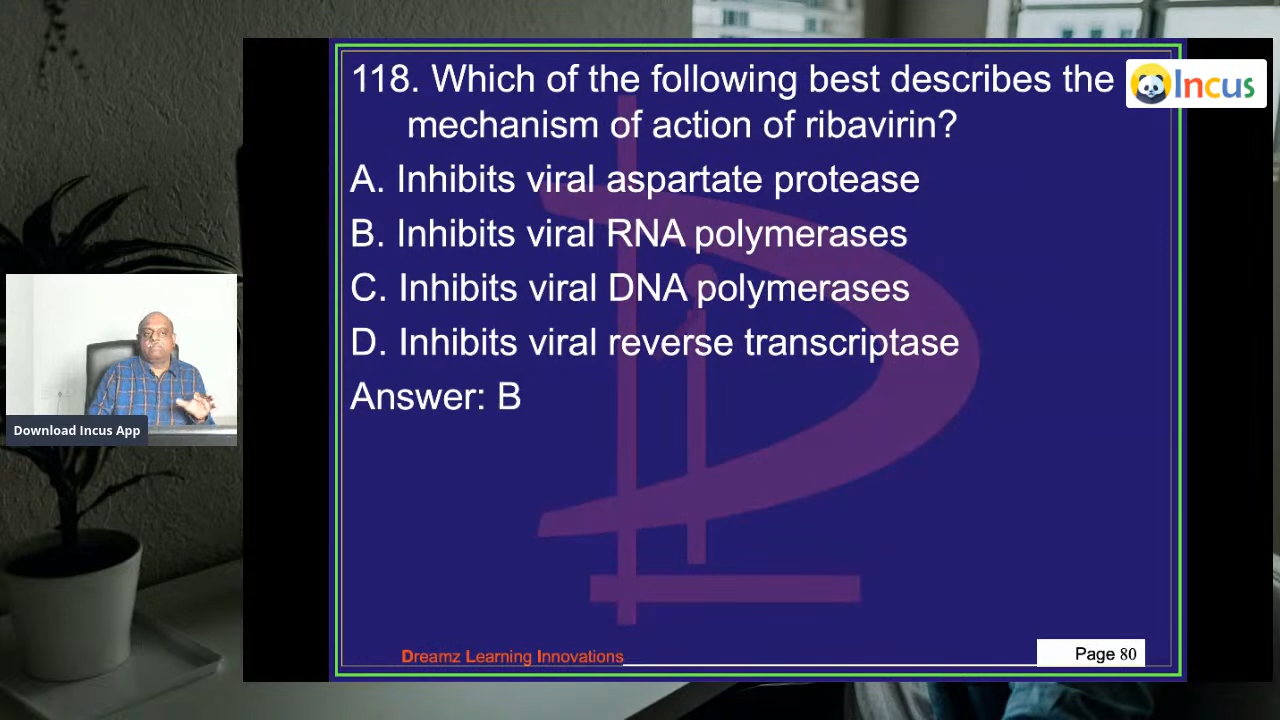 118. Which of the following best describes the
mechanism of action of ribavirin?
A. Inhibits viral aspartate protease
B. Inhibits viral RNA polymerases
C. Inhibits viral DNA polymerases
D. Inhibits viral reverse transcriptase
Answer: B
Incus
Download Incus App
Dreamz Learning Innovations
Page 80